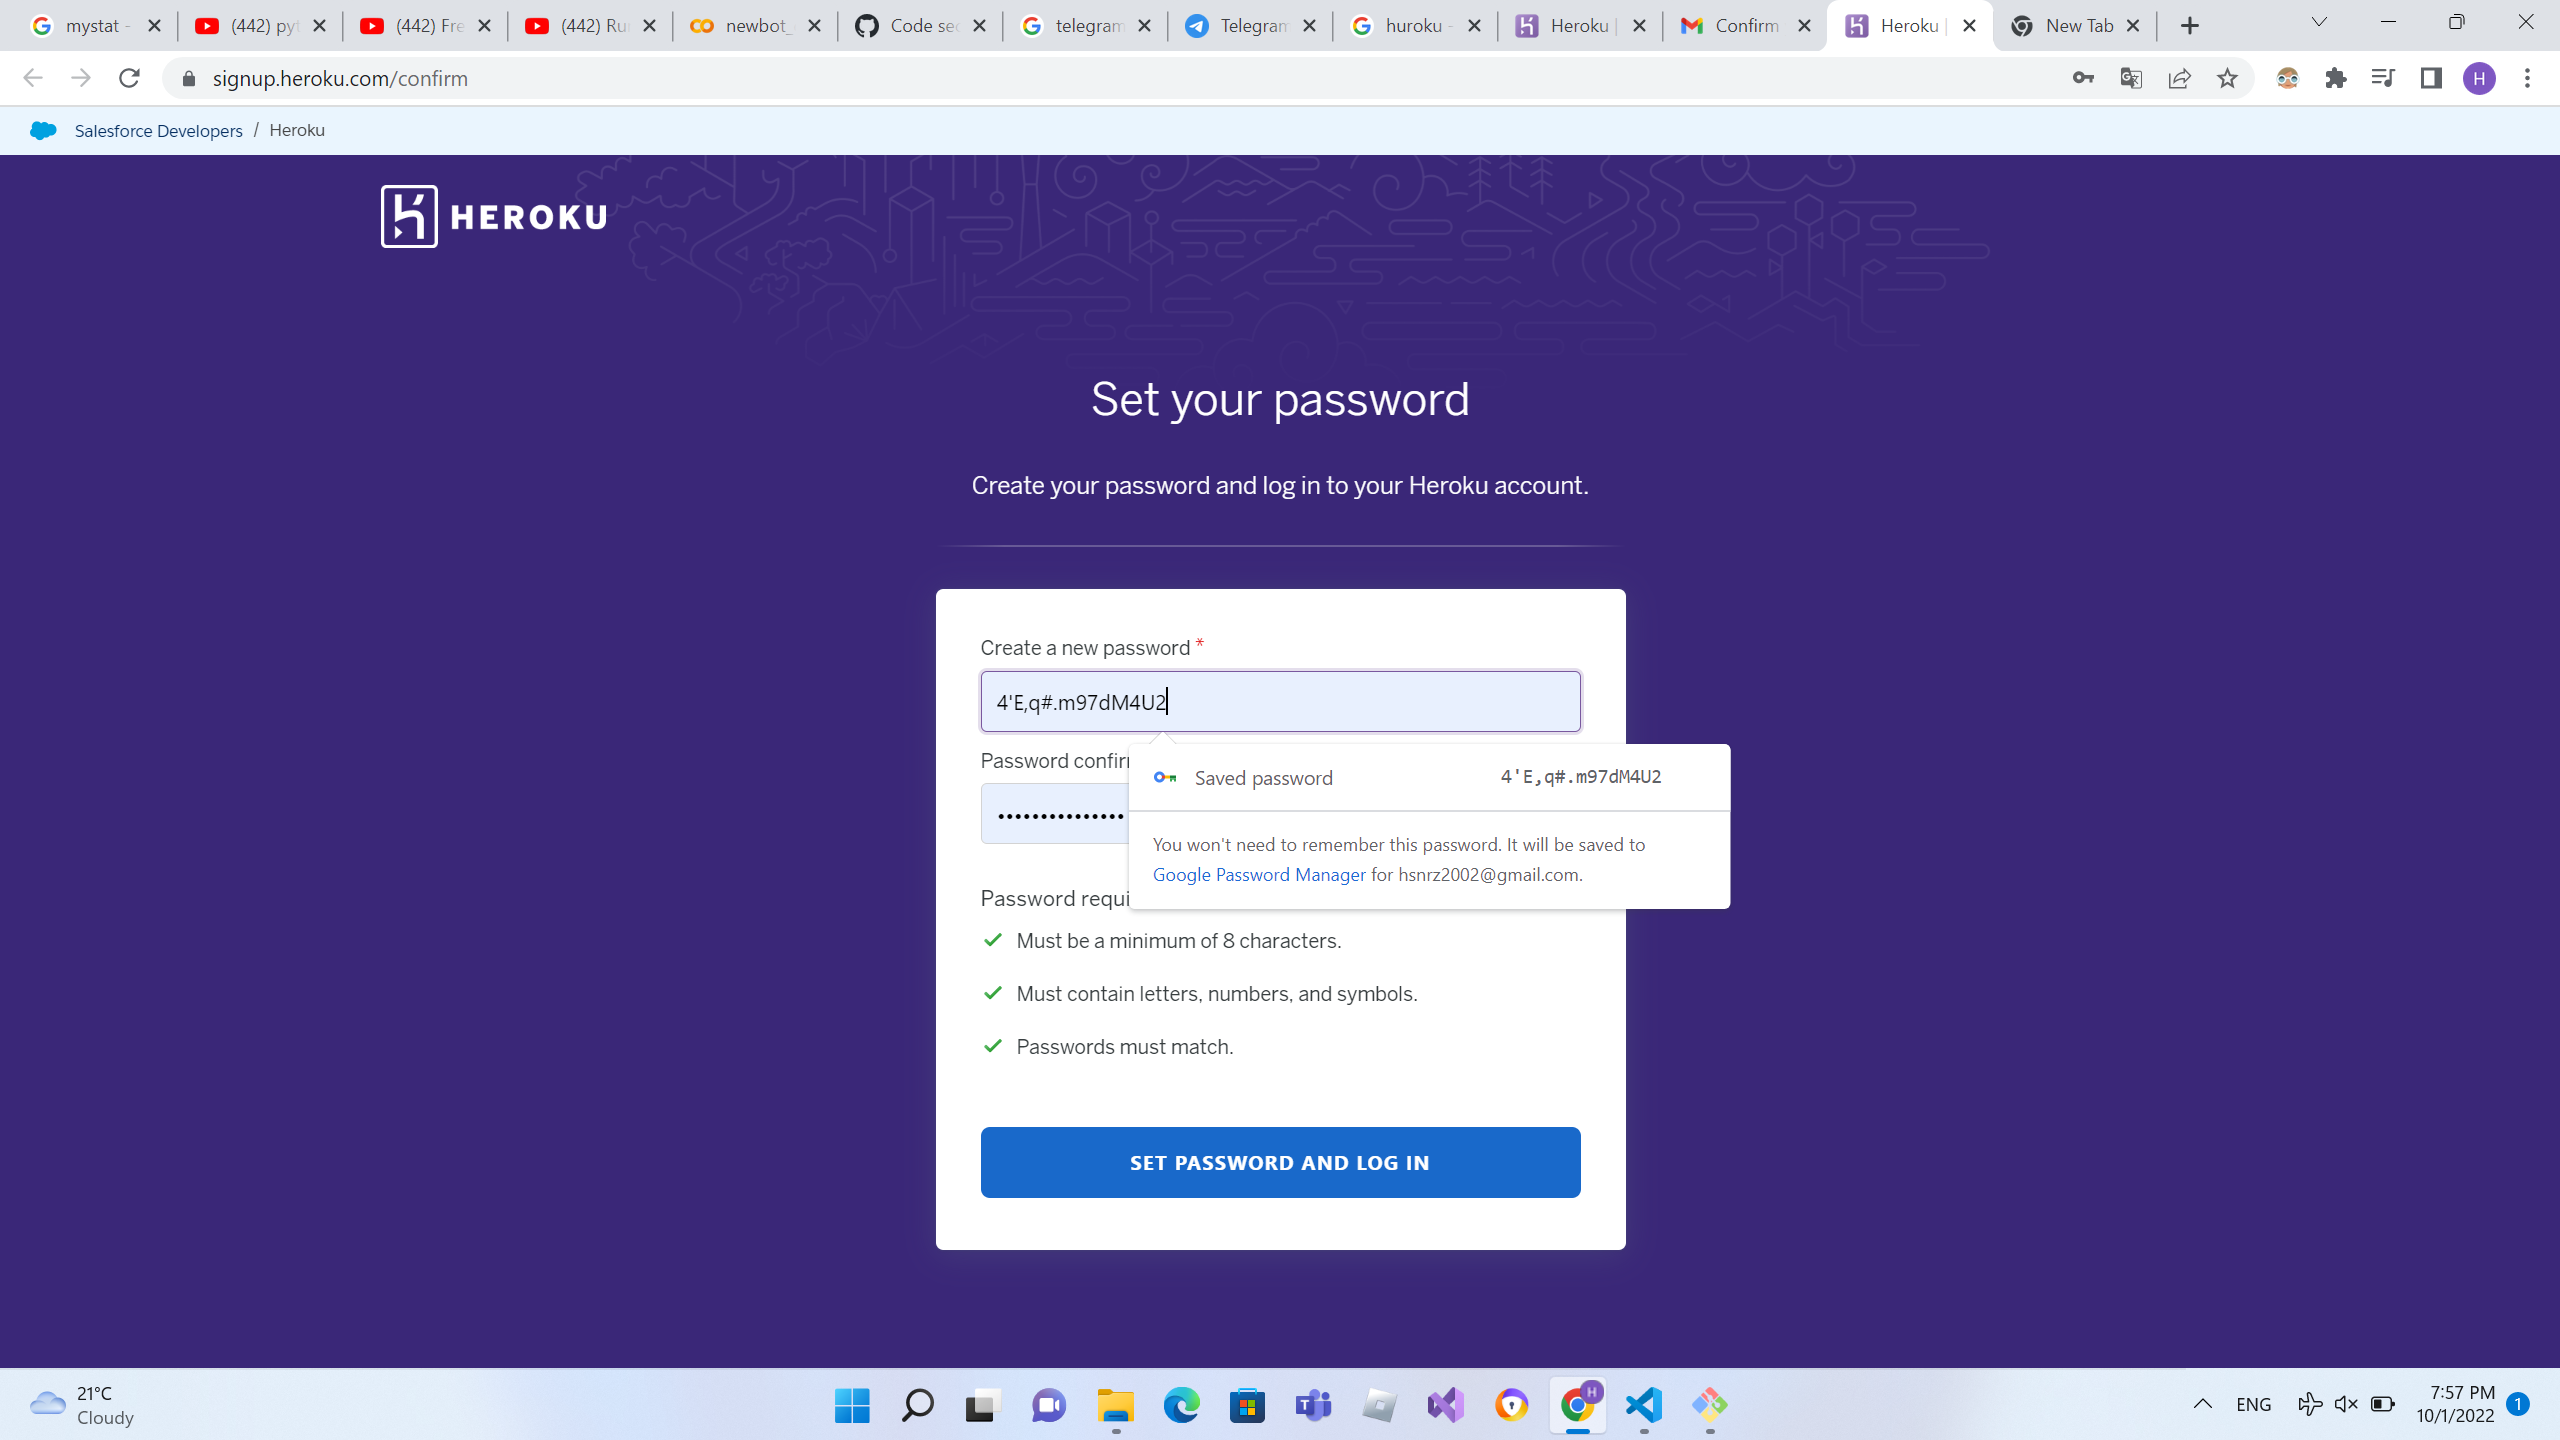 mystat -
(442) pyt
(442) Fre
(442) Ru
newbot_
Code sec
telegram
Telegram
huroku -
Heroku |
Confirm
Heroku |
New Tab
signup.heroku.com/confirm
H
Salesforce Developers / Heroku
HEROKU
Set your password
Create your password and log in to your Heroku account.
Create a new password *
4'E,q#.m97dM4U2
Password confir
Saved password 4'E,q#.m97dM4U2
•••••••••••••••
You won't need to remember this password. It will be saved to
Google Password Manager for hsnrz2002@gmail.com.
Password requi
Must be a minimum of 8 characters.
Must contain letters, numbers, and symbols.
Passwords must match.
SET PASSWORD AND LOG IN
21°C
Cloudy
T
H
ENG
7:57 PM
10/1/2022
1